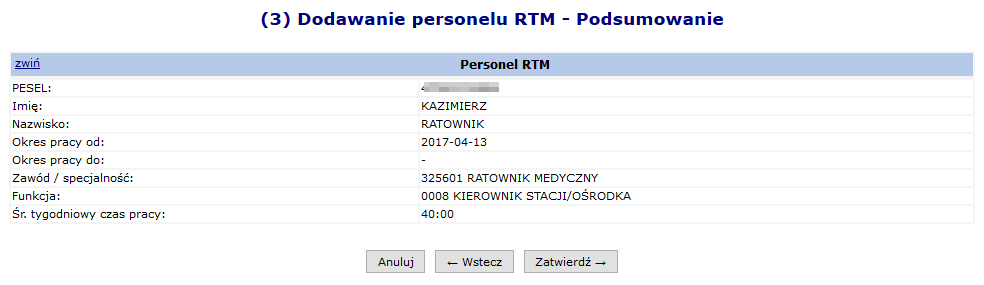 (3) Dodawanie personelu RTM - Podsumowanie
zwiń Personel RTM
PESEL:
Imię: KAZIMIERZ
Nazwisko: RATOWNIK
Okres pracy od: 2017-04-13
Okres pracy do: -
Zawód / specjalność: 325601 RATOWNIK MEDYCZNY
Funkcja: 0008 KIEROWNIK STACJI/OŚRODKA
Śr. tygodniowy czas pracy: 40:00
Anuluj ← Wstecz Zatwierdź →